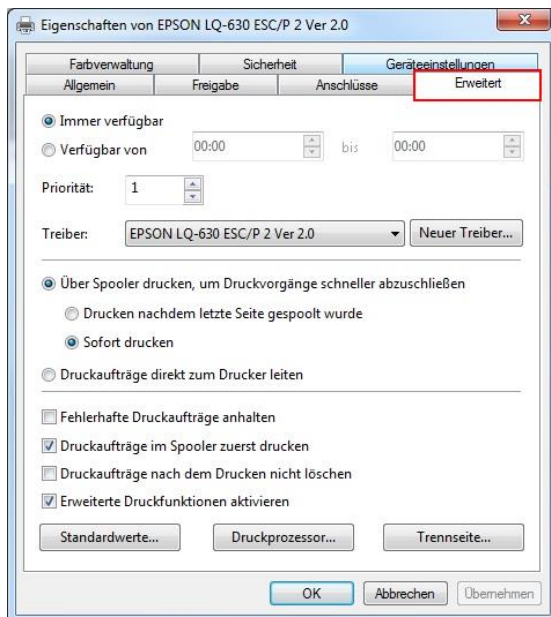 Eigenschaften von EPSON LQ-630 ESC/P 2 Ver 2.0
Farbverwaltung Sicherheit Geräteeinstellungen
Allgemein Freigabe Anschlüsse Erweitert
Immer verfügbar
Verfügbar von 00:00 bis 00:00
Priorität: 1
Treiber: EPSON LQ-630 ESC/P 2 Ver 2.0 Neuer Treiber...
Über Spooler drucken, um Druckvorgänge schneller abzuschließen
Drucken nachdem letzte Seite gespoolt wurde
Sofort drucken
Druckaufträge direkt zum Drucker leiten
Fehlerhafte Druckaufträge anhalten
Druckaufträge im Spooler zuerst drucken
Druckaufträge nach dem Drucken nicht löschen
Erweiterte Druckfunktionen aktivieren
Standardwerte... Druckprozessor... Trennseite...
OK Abbrechen Übernehmen